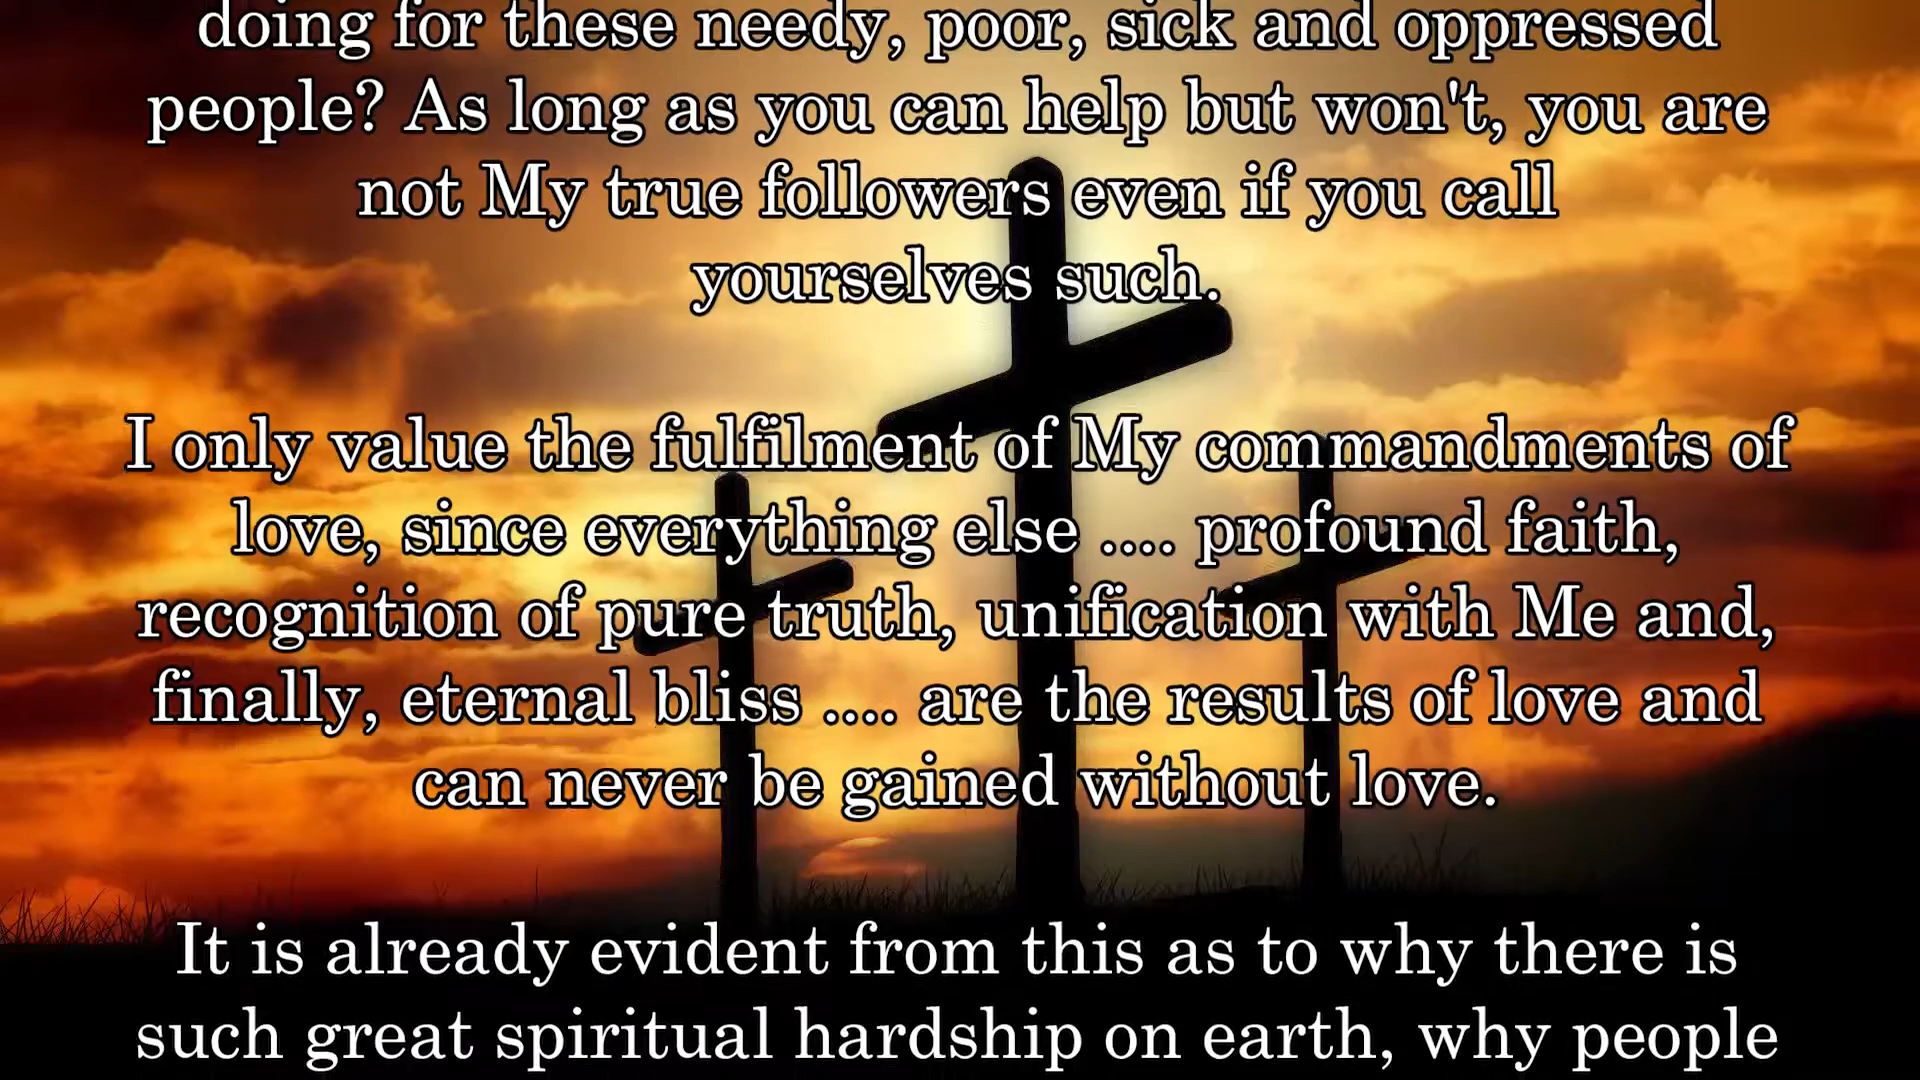 doing for these needy, poor, sick and oppressed
people? As long as you can help but won't, you are
not My true followers even if you call
yourselves such.
I only value the fulfilment of My commandments of
love, since everything else .... profound faith,
recognition of pure truth, unification with Me and,
finally, eternal bliss .... are the results of love and
can never be gained without love.
It is already evident from this as to why there is
such great spiritual hardship on earth, why people